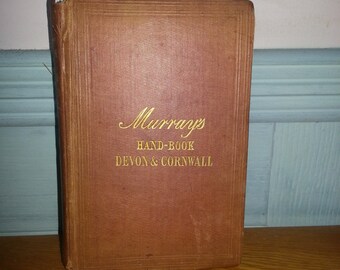 Murray's
HAND-BOOK
DEVON & CORNWALL